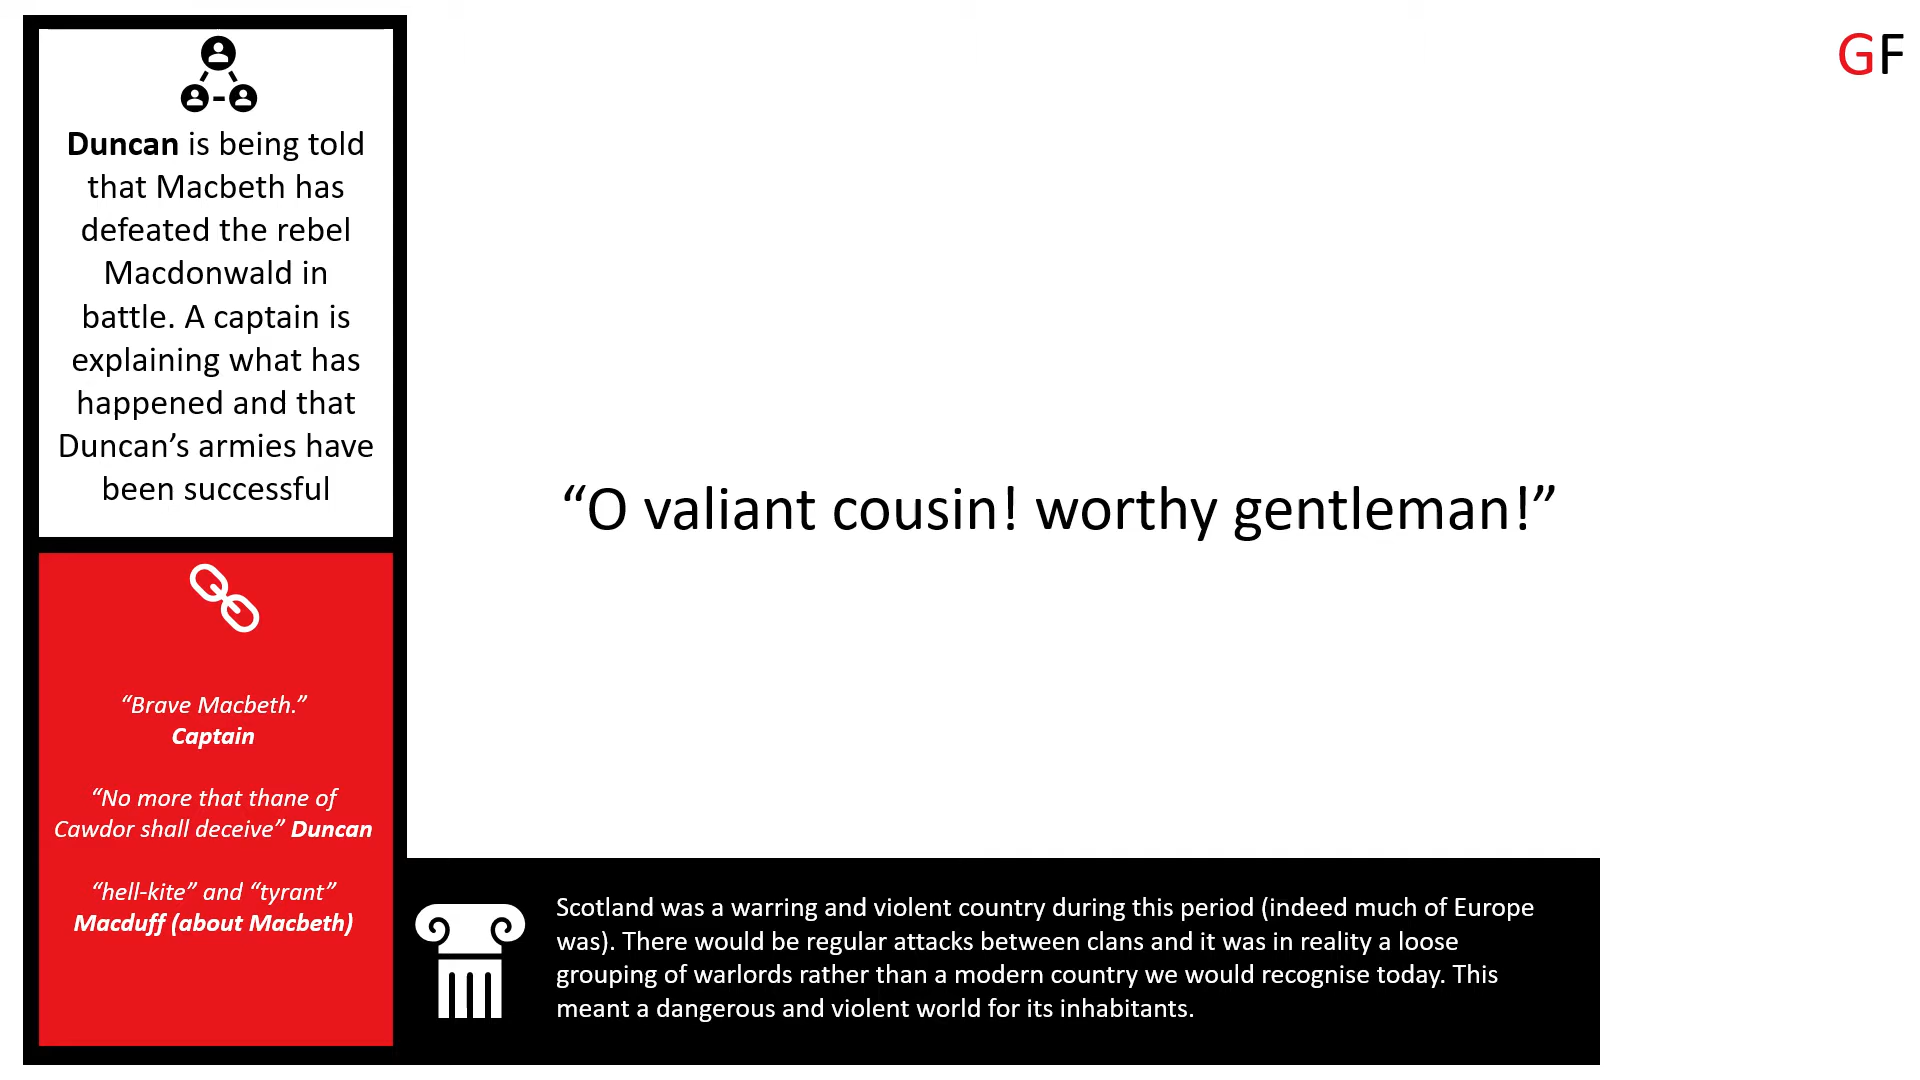 GF
Duncan is being told
that Macbeth has
defeated the rebel
Macdonwald in
battle. A captain is
explaining what has
happened and that
Duncan’s armies have
been successful
“O valiant cousin! worthy gentleman!”
“Brave Macbeth.”
Captain
“No more that thane of
Cawdor shall deceive” Duncan
“hell-kite” and “tyrant”
Macduff (about Macbeth)
Scotland was a warring and violent country during this period (indeed much of Europe
was). There would be regular attacks between clans and it was in reality a loose
grouping of warlords rather than a modern country we would recognise today. This
meant a dangerous and violent world for its inhabitants.